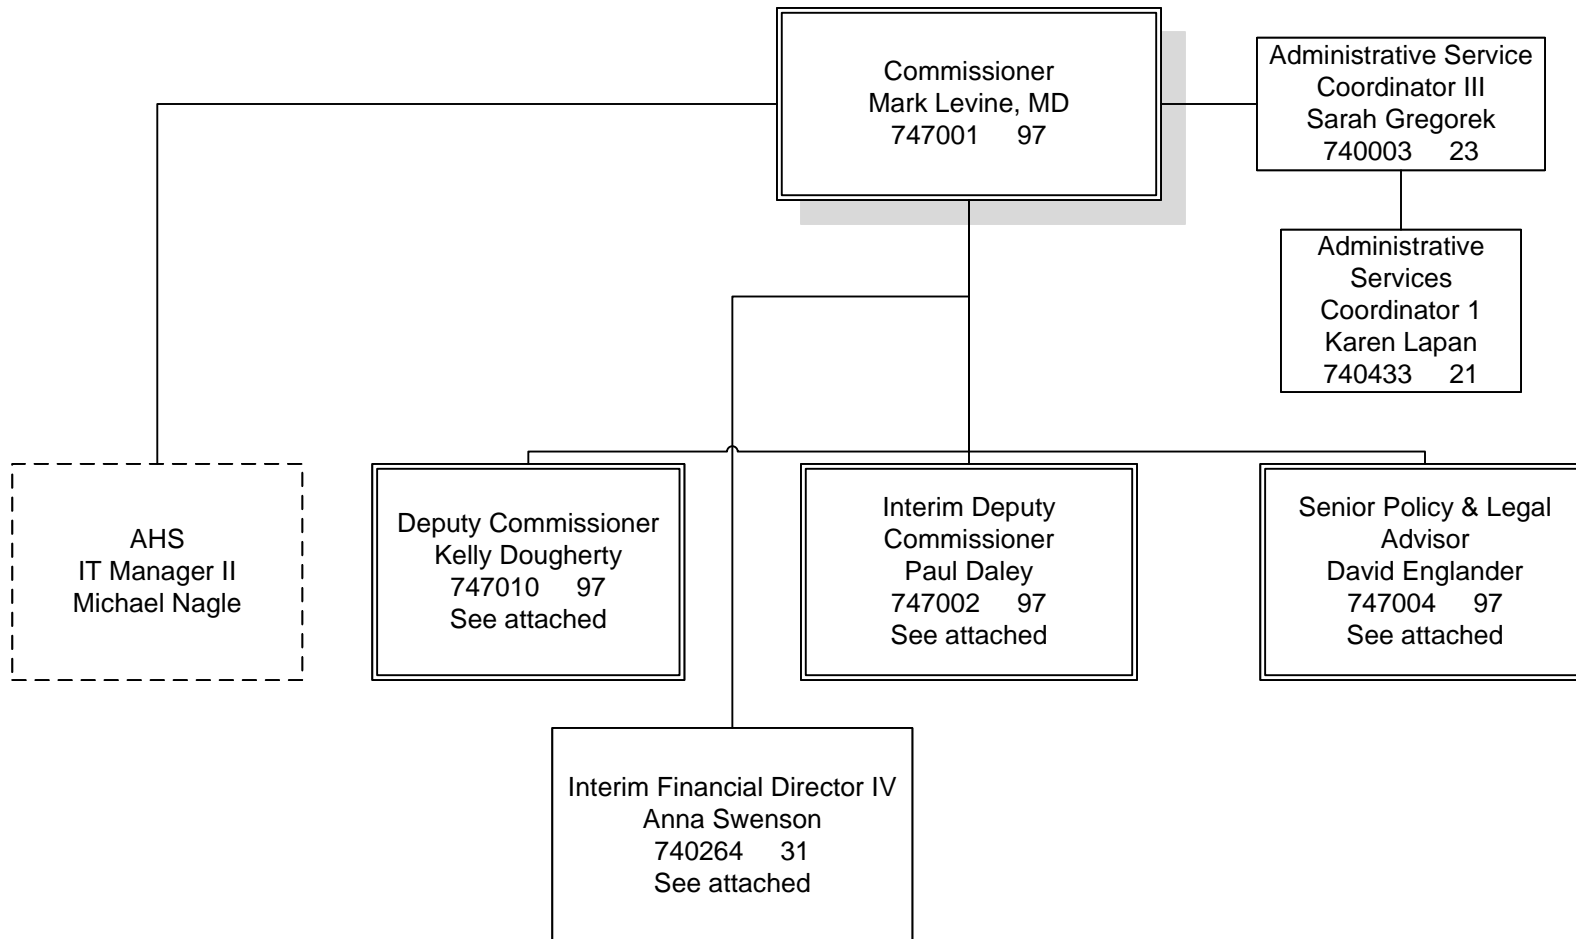 Commissioner
Mark Levine, MD
747001 97
Administrative Service
Coordinator III
Sarah Gregorek
740003 23
Administrative
Services
Coordinator 1
Karen Lapan
740433 21
AHS
IT Manager II
Michael Nagle
Deputy Commissioner
Kelly Dougherty
747010 97
See attached
Interim Deputy
Commissioner
Paul Daley
747002 97
See attached
Senior Policy & Legal
Advisor
David Englander
747004 97
See attached
Interim Financial Director IV
Anna Swenson
740264 31
See attached